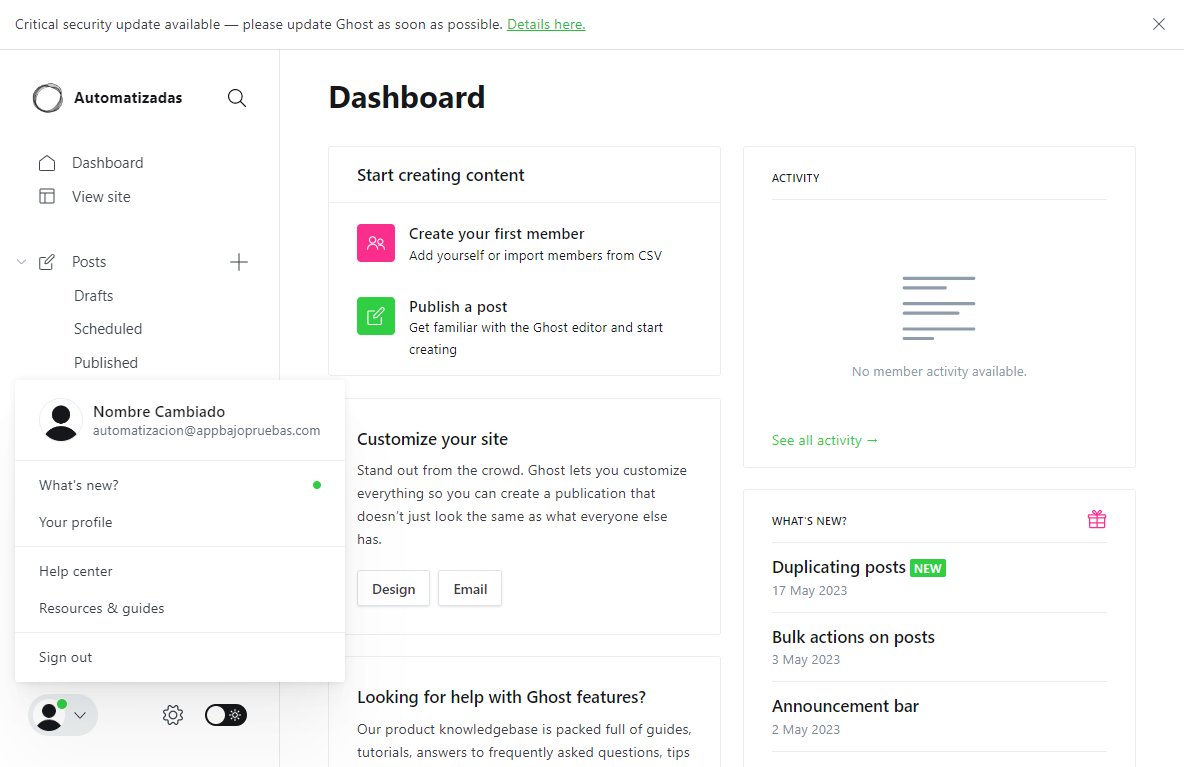 Critical security update available — please update Ghost as soon as possible. Details here.
Automatizadas
Dashboard
View site
Posts
Drafts
Scheduled
Published
Nombre Cambiado
automatizacion@appbajopruebas.com
What's new?
Your profile
Help center
Resources & guides
Sign out
Dashboard
Start creating content
Create your first member
Add yourself or import members from CSV
Publish a post
Get familiar with the Ghost editor and start
creating
Customize your site
Stand out from the crowd. Ghost lets you customize
everything so you can create a publication that
doesn't just look the same as what everyone else
has.
Design Email
Looking for help with Ghost features?
Our product knowledgebase is packed full of guides,
tutorials, answers to frequently asked questions, tips
ACTIVITY
No member activity available.
See all activity →
WHAT'S NEW?
Duplicating posts NEW
17 May 2023
Bulk actions on posts
3 May 2023
Announcement bar
2 May 2023